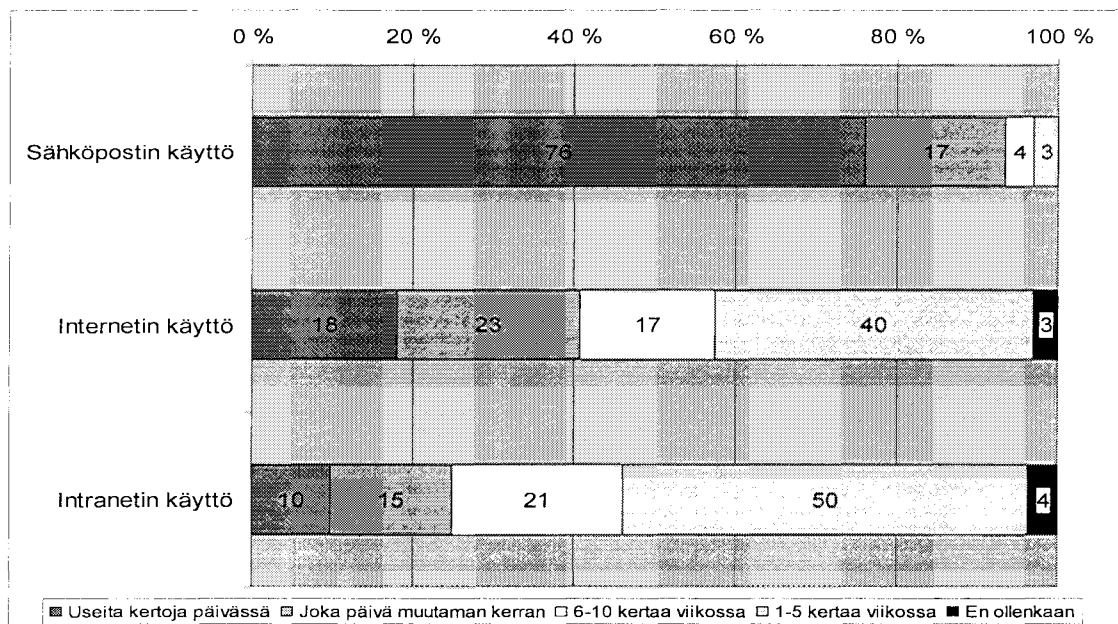 0 % 20 % 40 % 60 % 80 % 100 %
Sähköpostin käyttö 76 17 4 3
Internetin käyttö 18 23 17 40 3
Intranetin käyttö 10 15 21 50 4
Useita kertoja päivässä Joka päivä muutaman kerran 6-10 kertaa viikossa 1-5 kertaa viikossa En ollenkaan